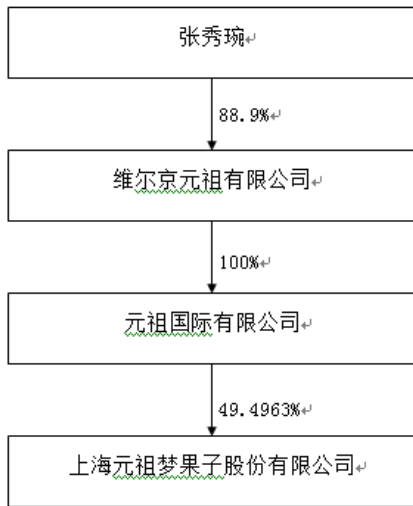 张秀琬
88.9%
维尔京元祖有限公司
100%
元祖国际有限公司
49.4963%
上海元祖梦果子股份有限公司